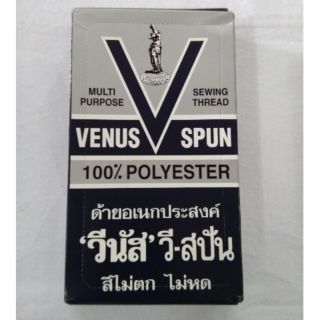 MULTI PURPOSE
SEWING THREAD
V
VENUS SPUN
100% POLYESTER
ด้ายอเนกประสงค์
'วีนัส' วี-สปัน
สีไม่ตก ไม่หด